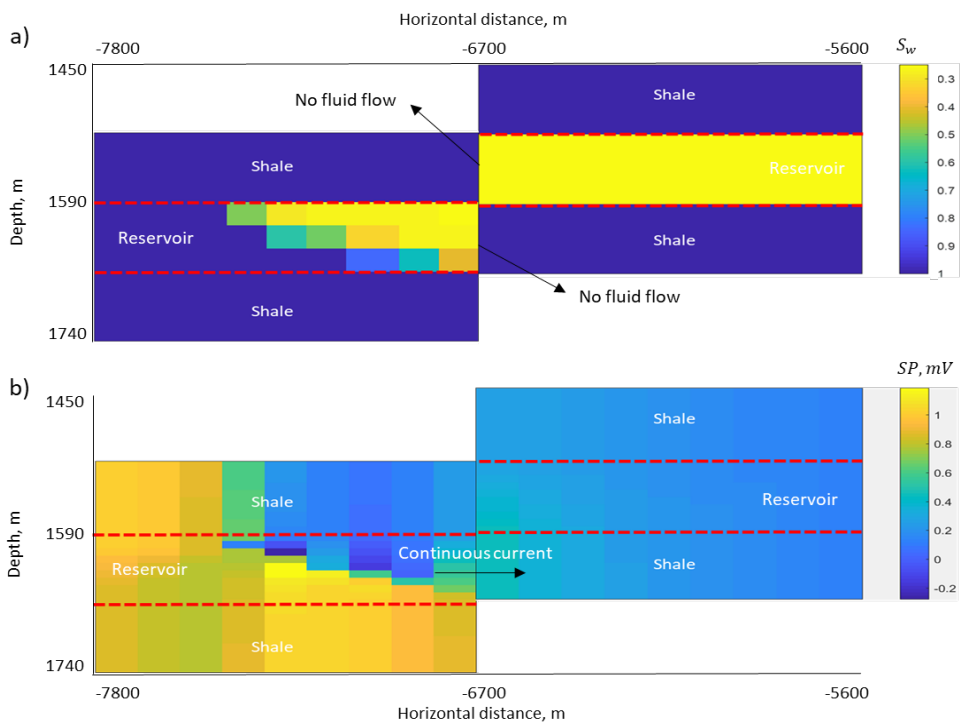 Horizontal distance, m
a)
-7800 -6700 -5600
S_w
1450
Shale
0.3
No fluid flow
0.4
0.5
Shale
Reservoir
0.6
1590
0.7
Reservoir
Shale
0.8
0.9
No fluid flow
Shale
1
1740
Depth, m
b)
SP, mV
1450
1
Shale
0.8
Shale
Reservoir
0.6
1590
Continuous current
0.4
Reservoir
Shale
0.2
0
Shale
-0.2
1740
Depth, m
-7800 -6700 -5600
Horizontal distance, m